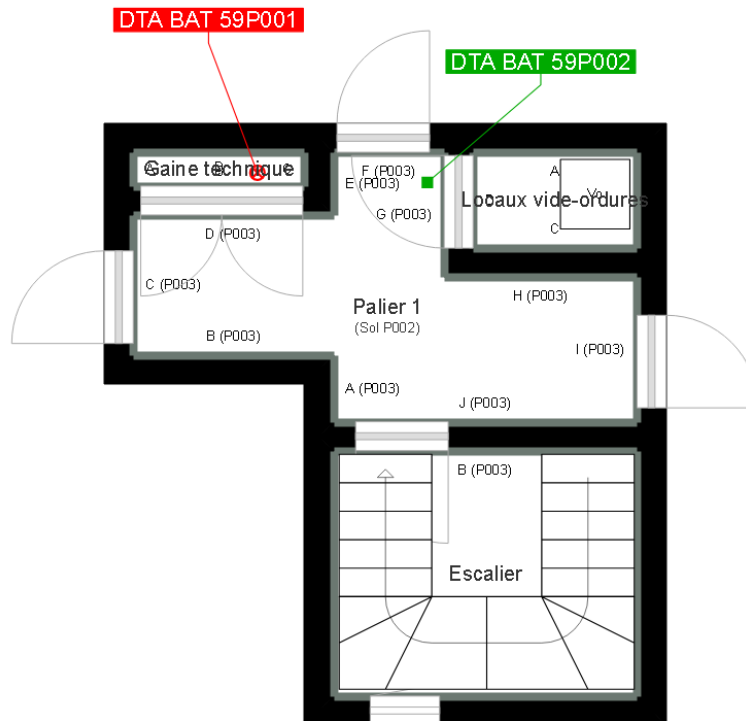 DTA BAT 59P001
DTA BAT 59P002
A
B
C
Gaine technique
F (P003)
E (P003)
G (P003)
A
Vo
Locaux vide-ordures
C
D (P003)
C (P003)
B (P003)
Palier 1
(Sol P002)
H (P003)
I (P003)
A (P003)
J (P003)
B (P003)
Escalier